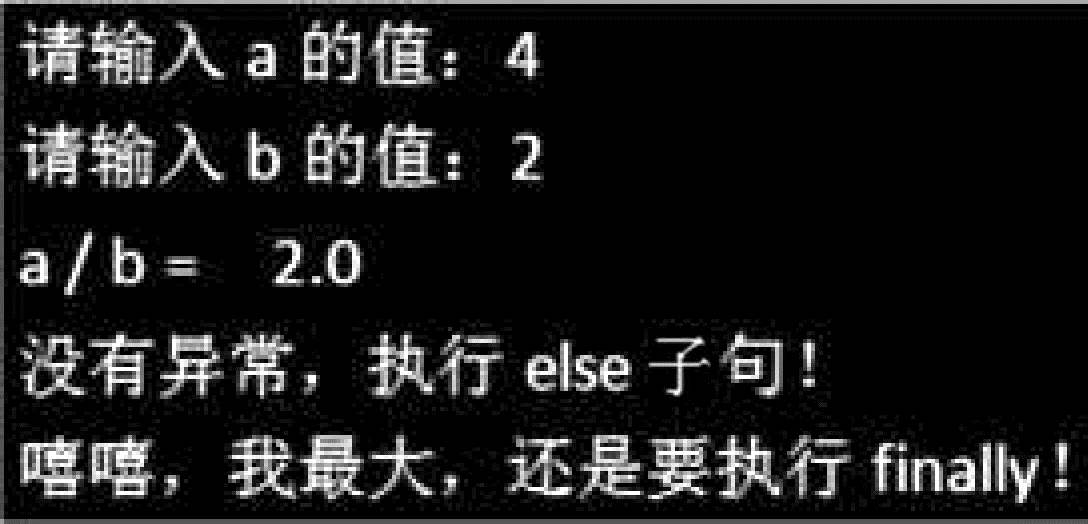 请输入 a 的值：4
请输入 b 的值：2
a / b =   2.0
没有异常，执行 else 子句！
嘻嘻，我最大，还是要执行 finally！